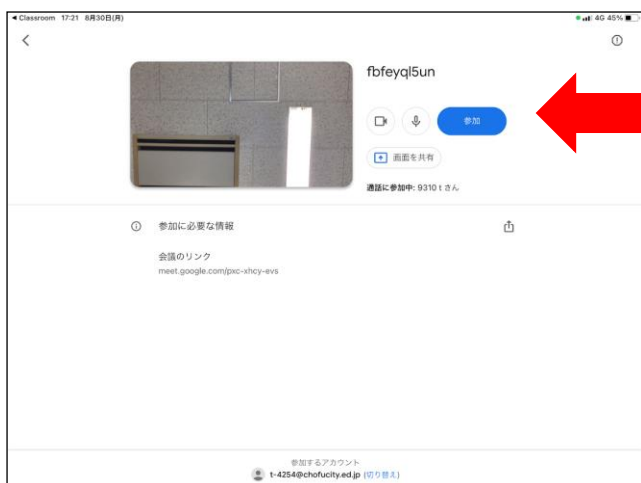 ◀ Classroom 17:21 8月30日(月)
4G 45%
fbfeyql5un
参加
画面を共有
通話に参加中: 9310 t さん
参加に必要な情報
会議のリンク
meet.google.com/pxc-xhcy-evs
参加するアカウント
t-4254@chofucity.ed.jp (切り替え)